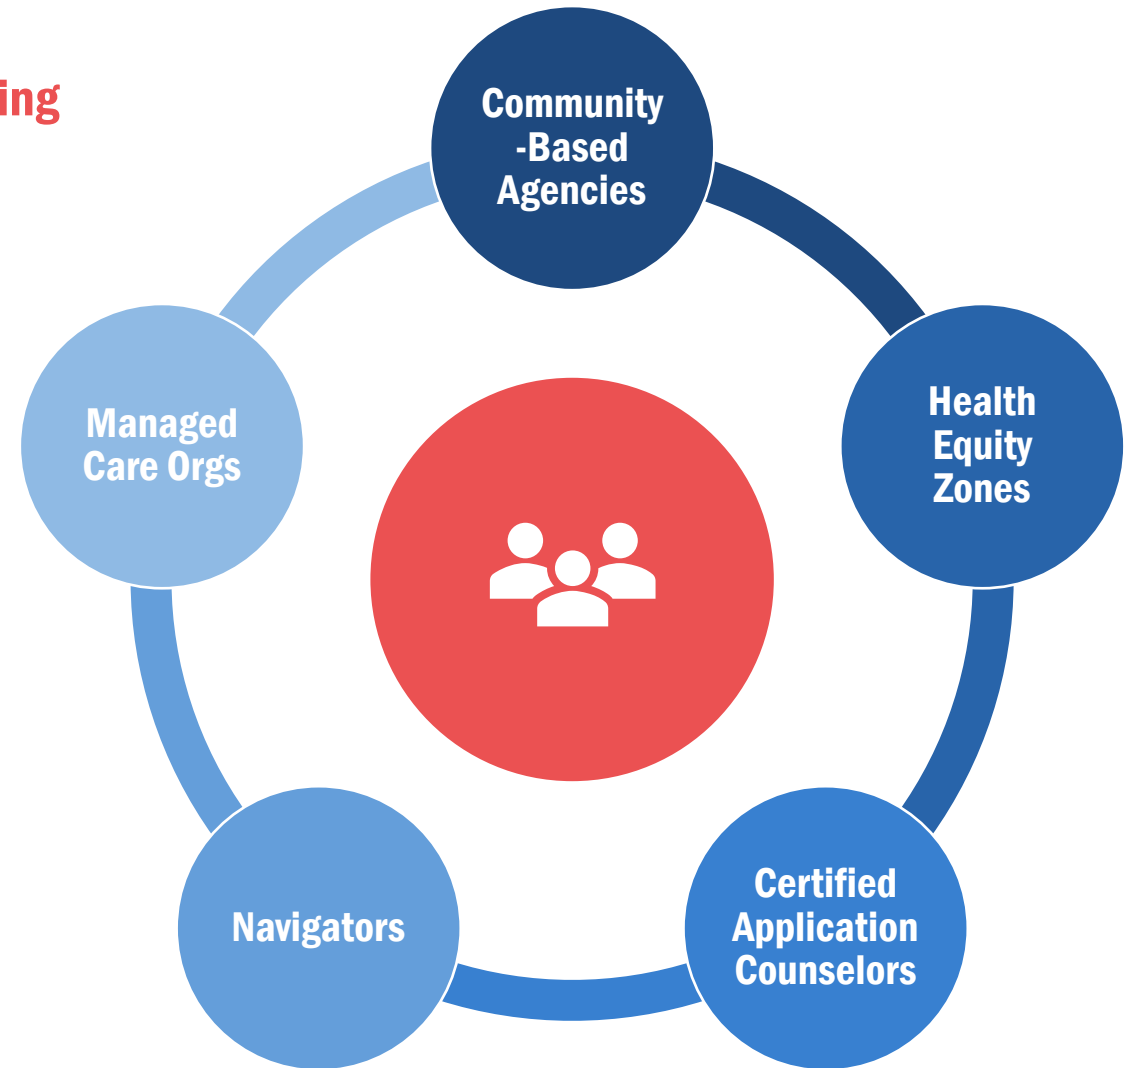 ing
Community
-Based
Agencies
Health
Equity
Zones
Managed
Care Orgs
Certified
Application
Counselors
Navigators